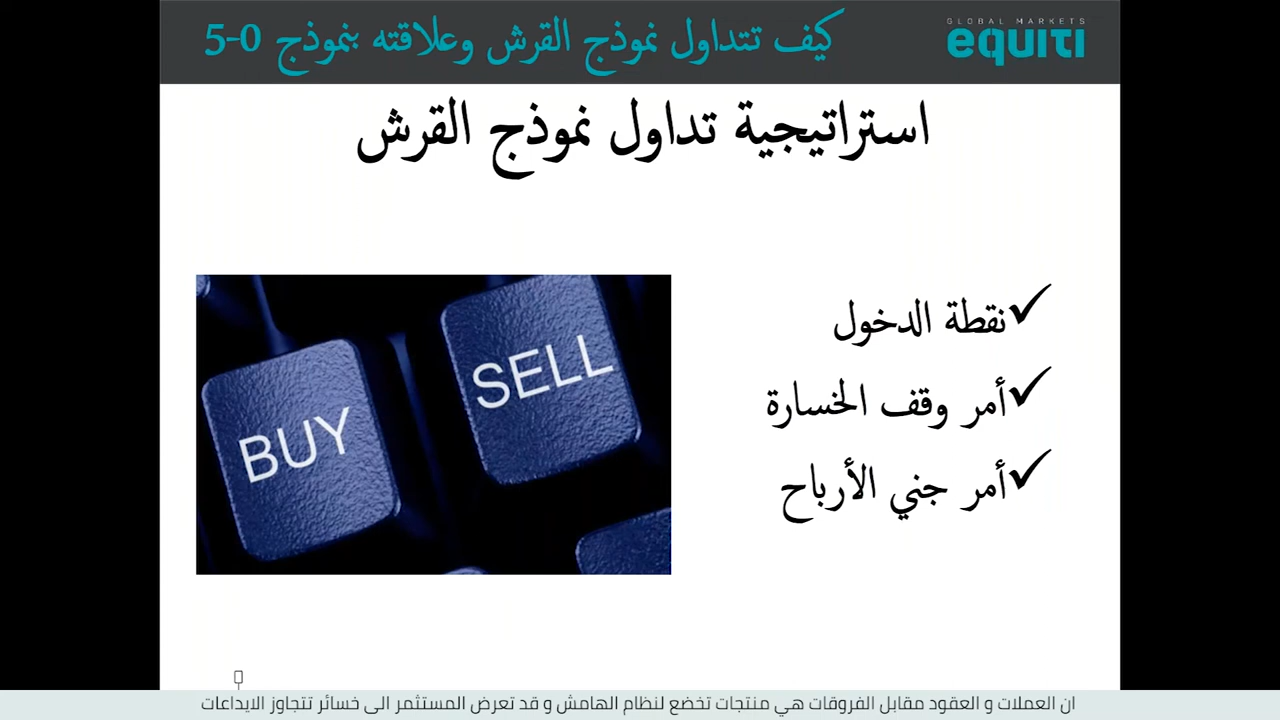 GLOBAL MARKETS
equiti
كيف تتداول نموذج القرش وعلاقته بنموذج 0-5
استراتيجية تداول نموذج القرش
نقطة الدخول
أمر وقف الخسارة
أمر جني الأرباح
BUY
SELL
ان العملات و العقود مقابل الفروقات هي منتجات تخضع لنظام الهامش و قد تعرض المستثمر الى خسائر تتجاوز الايداعات